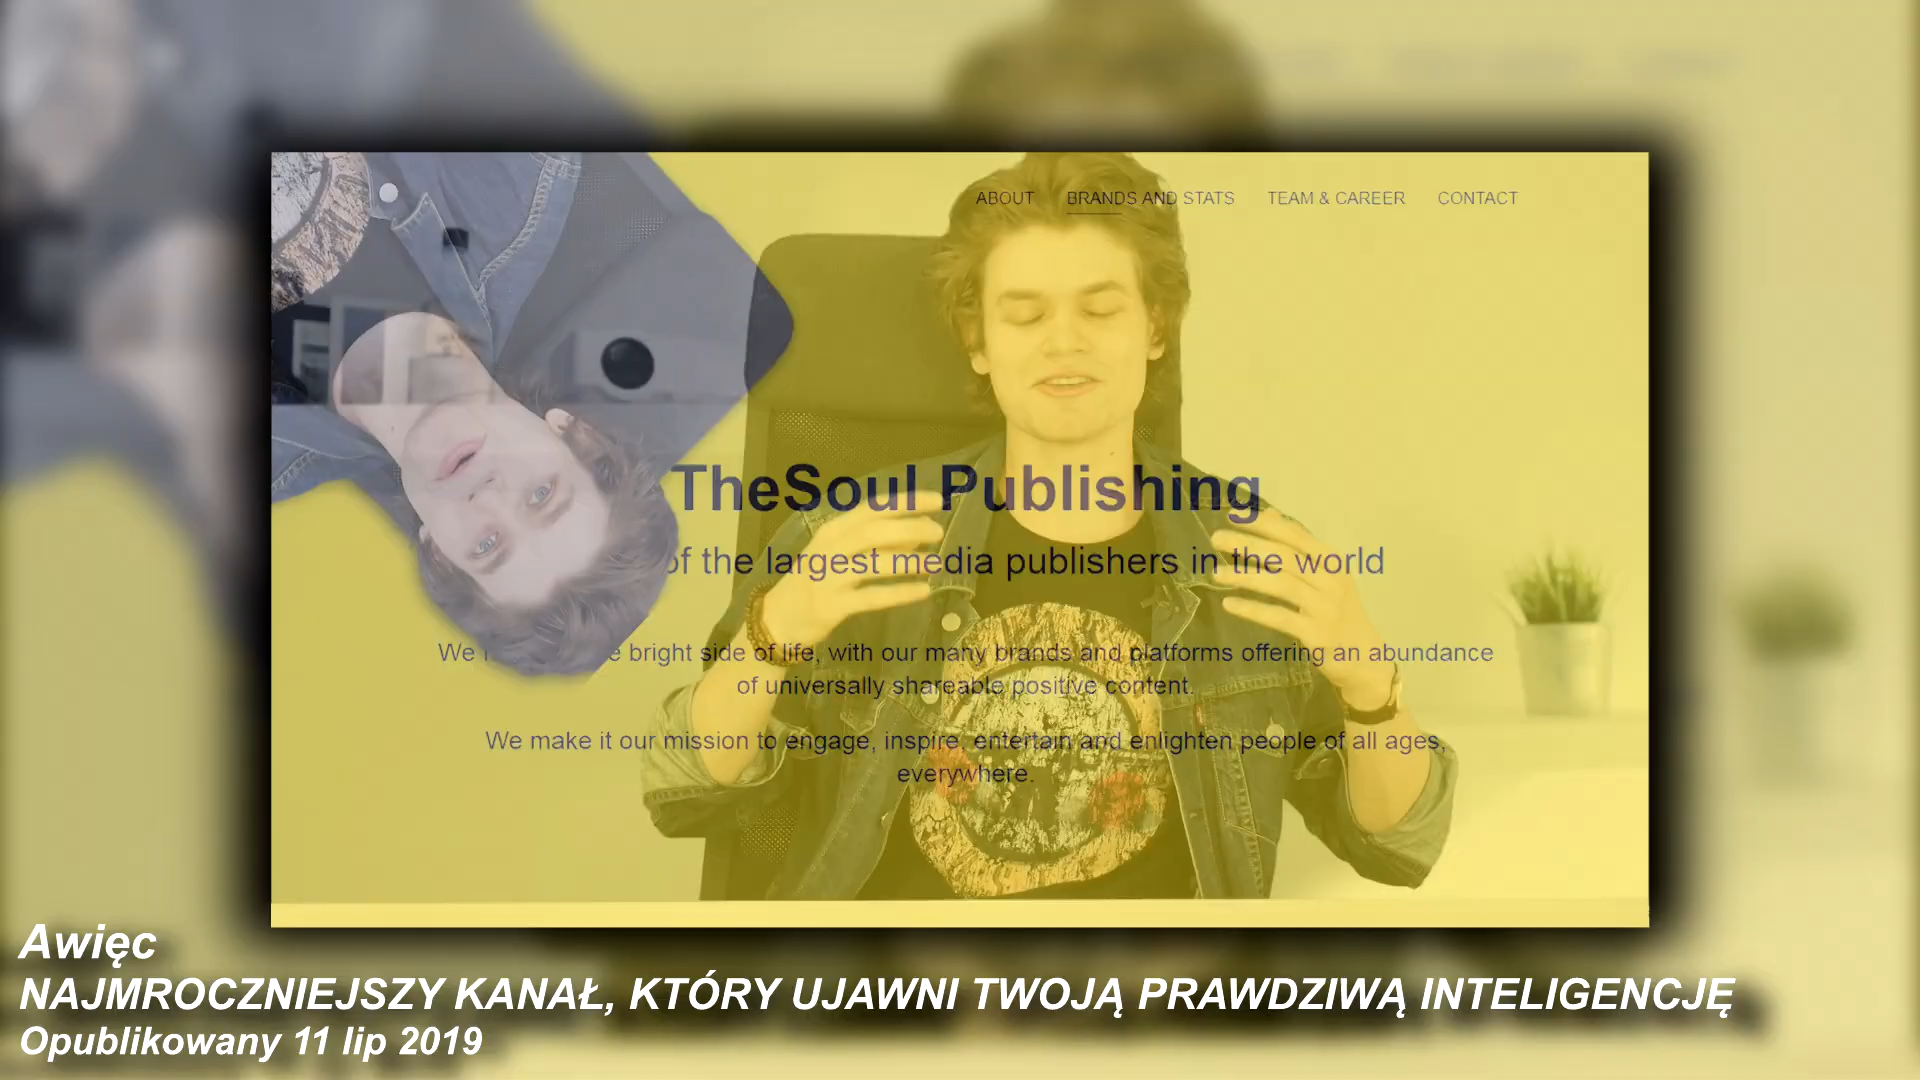 ABOUT BRANDS AND STATS TEAM & CAREER CONTACT
TheSoul Publishing
of the largest media publishers in the world
We bright side of life, with our many brands and platforms offering an abundance
of universally shareable positive content.
We make it our mission to engage, inspire, entertain and enlighten people of all ages,
everywhere.
Awięc
NAJMROCZNIEJSZY KANAŁ, KTÓRY UJAWNI TWOJĄ PRAWDZIWĄ INTELIGENCJĘ
Opublikowany 11 lip 2019